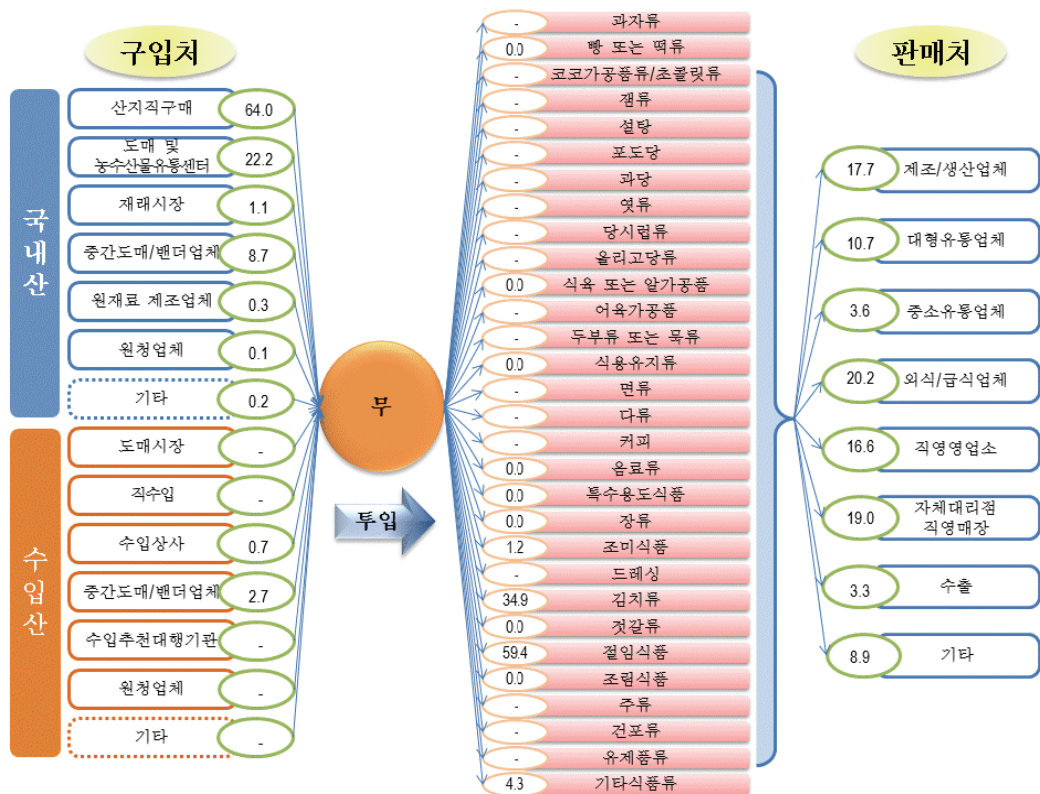 구입처
국내산
산지직구매 64.0
도매 및
농수산물유통센터 22.2
재래시장 1.1
중간도매/밴더업체 8.7
원재료 제조업체 0.3
원청업체 0.1
기타 0.2
수입산
도매시장 -
직수입 -
수입상사 0.7
중간도매/밴더업체 2.7
수입추천대행기관 -
원청업체 -
기타 -
무
투입
- 과자류
0.0 빵 또는 떡류
- 코코가공품류/초콜릿류
- 잼류
- 설탕
- 포도당
- 과당
- 엿류
- 당시럽류
- 올리고당류
0.0 식육 또는 알가공품
- 어육가공품
- 두부류 또는 묵류
0.0 식용유지류
- 면류
- 다류
- 커피
0.0 음료류
0.0 특수용도식품
0.0 장류
1.2 조미식품
- 드레싱
34.9 김치류
0.0 젓갈류
59.4 절임식품
0.0 조림식품
- 주류
- 건포류
- 유제품류
4.3 기타식품류
판매처
17.7 제조/생산업체
10.7 대형유통업체
3.6 중소유통업체
20.2 외식/급식업체
16.6 직영영업소
19.0 자체대리점
직영매장
3.3 수출
8.9 기타